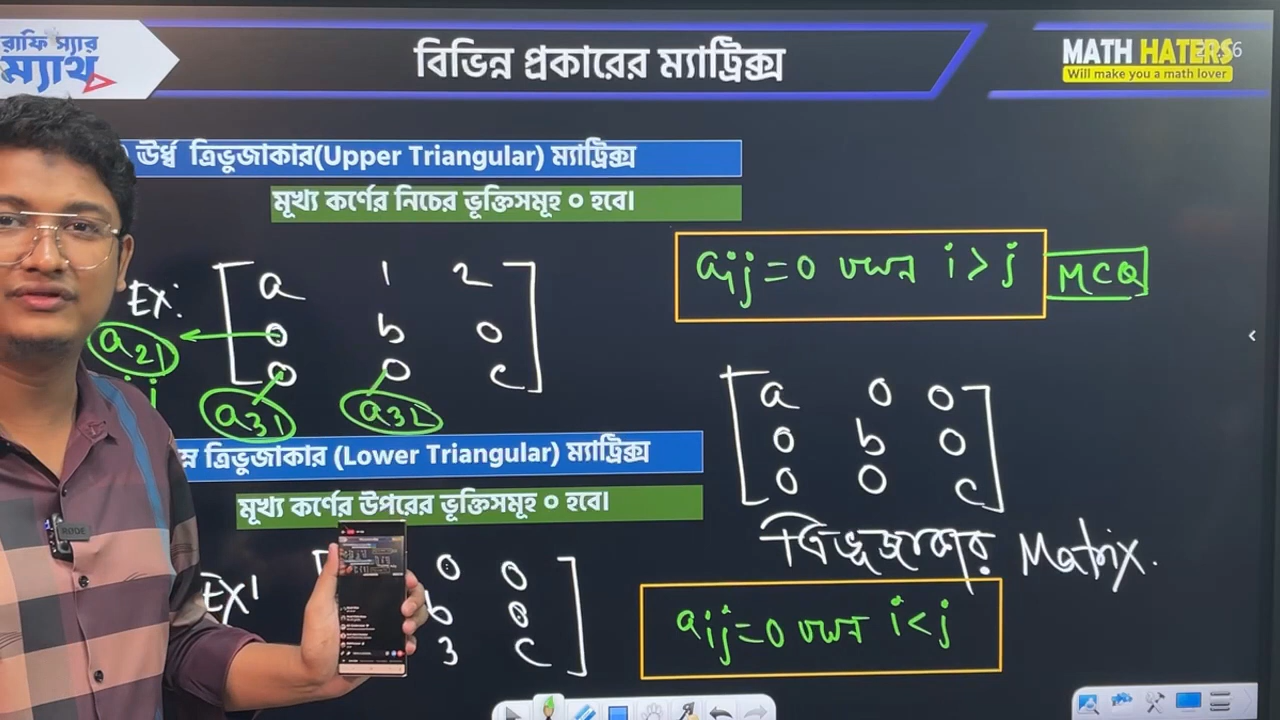 রাফি স্যার
ম্যাথ
বিভিন্ন প্রকারের ম্যাট্রিক্স
MATH HATERS
Will make you a math lover
ঊর্ধ্ব ত্রিভুজাকার(Upper Triangular) ম্যাট্রিক্স
মূখ্য কর্ণের নিচের ভূক্তিসমূহ ০ হবে।
aij=0 যখন i>j
MCQ
Ex:
a 1 2
0 b 0
0 0 c
a21
i j
a31 a32
a 0 0
0 b 0
0 0 c
ত্রিভূজাকার Matrix.
ত্রিভুজাকার (Lower Triangular) ম্যাট্রিক্স
মূখ্য কর্ণের উপরের ভূক্তিসমূহ ০ হবে।
Ex:
0 0
b 0
3 c
aij=0 যখন i<j
RODE